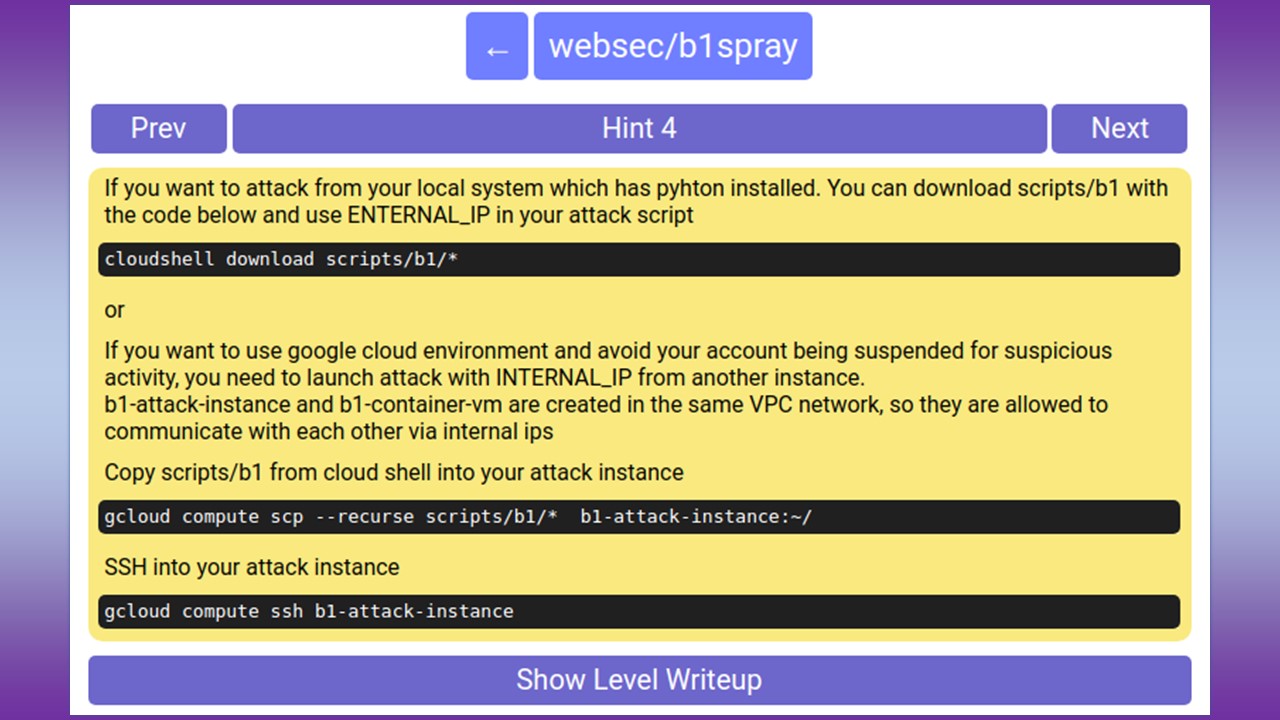 ←
websec/b1spray
Prev
Hint 4
Next
If you want to attack from your local system which has pyhton installed. You can download scripts/b1 with
the code below and use ENTERNAL_IP in your attack script
cloudshell download scripts/b1/*
or
If you want to use google cloud environment and avoid your account being suspended for suspicious
activity, you need to launch attack with INTERNAL_IP from another instance.
b1-attack-instance and b1-container-vm are created in the same VPC network, so they are allowed to
communicate with each other via internal ips
Copy scripts/b1 from cloud shell into your attack instance
gcloud compute scp --recurse scripts/b1/*  b1-attack-instance:~/
SSH into your attack instance
gcloud compute ssh b1-attack-instance
Show Level Writeup